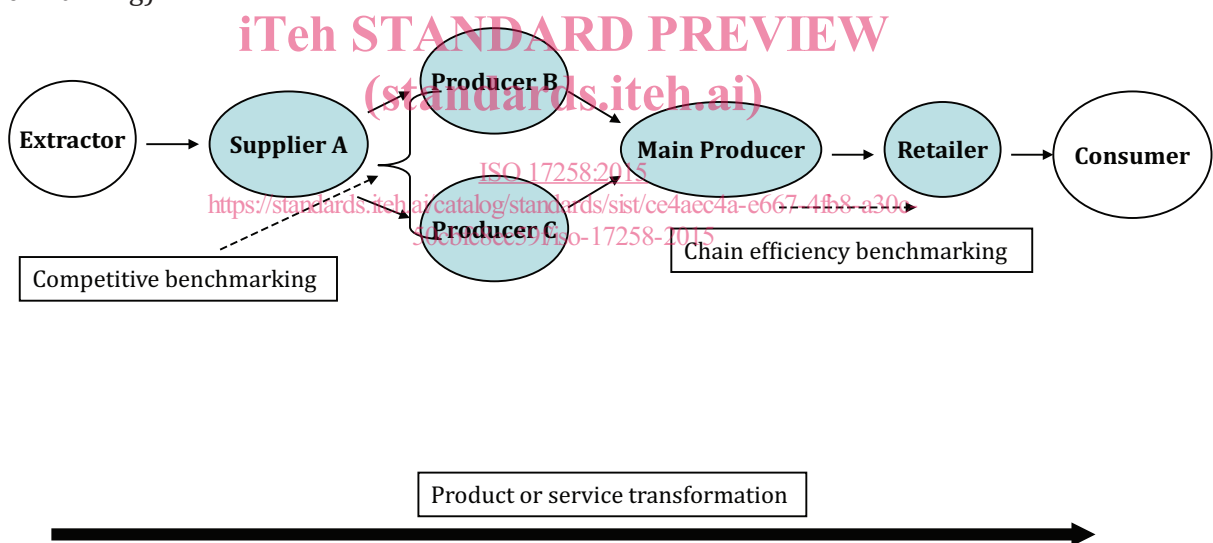 iTeh STANDARD PREVIEW
(standards.iteh.ai)
Producer B
Extractor
Supplier A
Main Producer
Retailer
Consumer
ISO 17258:2015
https://standards.iteh.ai/catalog/standards/sist/ce4aec4a-e667-4fb8-a30c-
Producer C
Chain efficiency benchmarking
Competitive benchmarking
Product or service transformation